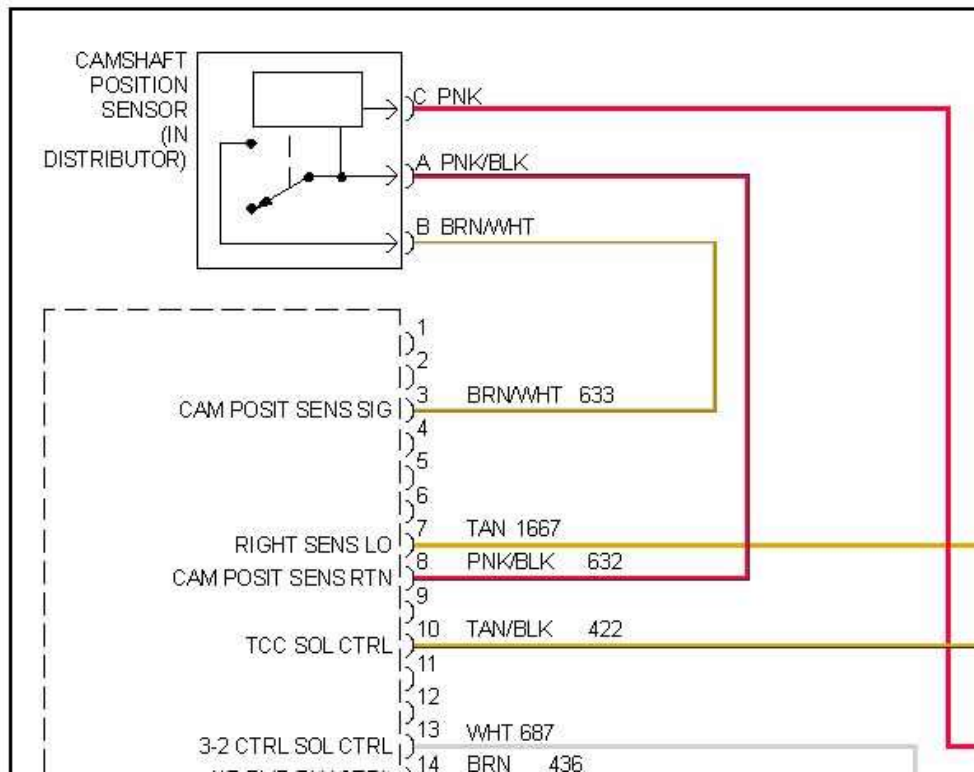 CAMSHAFT
POSITION
SENSOR
(IN
DISTRIBUTOR)
C PNK
A PNK/BLK
B BRN/WHT
1
2
3
CAM POSIT SENS SIG
BRN/WHT 633
4
5
6
7
RIGHT SENS LO
TAN 1667
8
CAM POSIT SENS RTN
PNK/BLK 632
9
10
TCC SOL CTRL
TAN/BLK 422
11
12
13
3-2 CTRL SOL CTRL
WHT 687
14
BRN 436